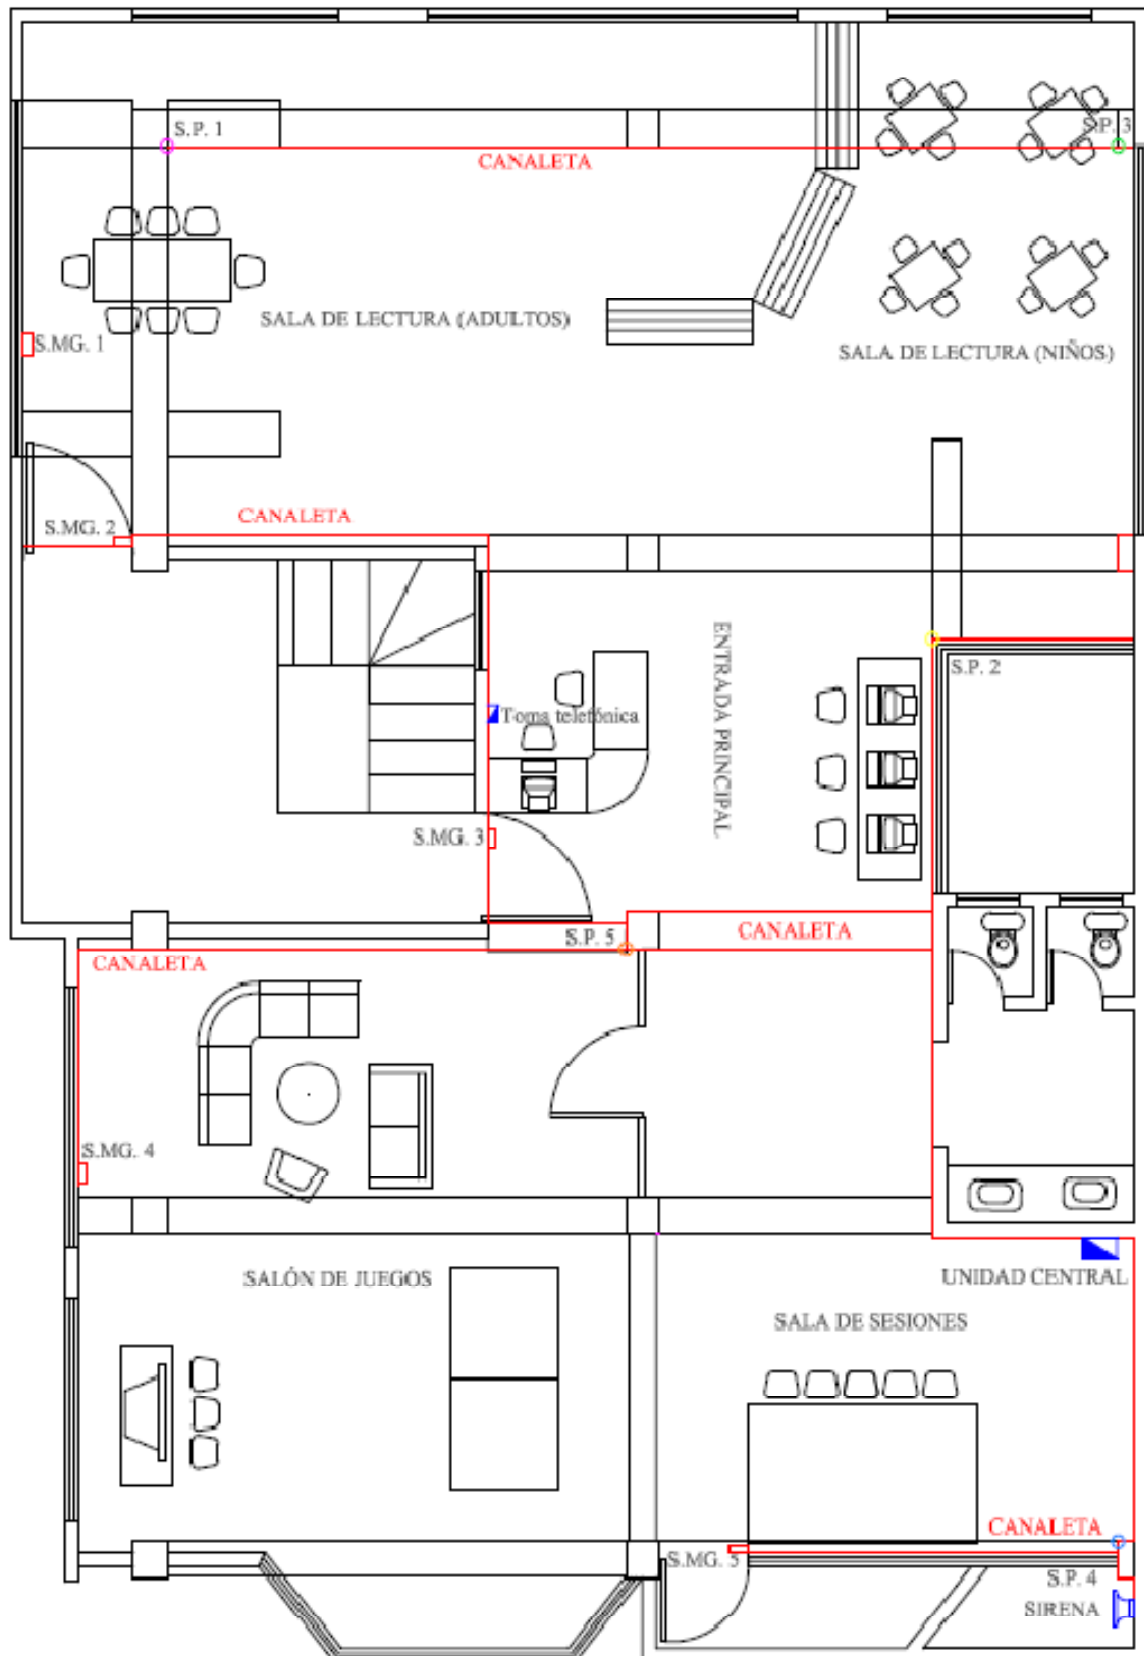 S.P. 1
S.P. 3
CANALETA
SALA DE LECTURA (ADULTOS)
S.MG. 1
SALA DE LECTURA (NIÑOS)
CANALETA
S.MG. 2
ENTRADA PRINCIPAL
S.P. 2
Toma telefónica
S.MG. 3
S.P. 5
CANALETA
CANALETA
S.MG. 4
SALÓN DE JUEGOS
UNIDAD CENTRAL
SALA DE SESIONES
CANALETA
S.MG. 5
S.P. 4
SIRENA